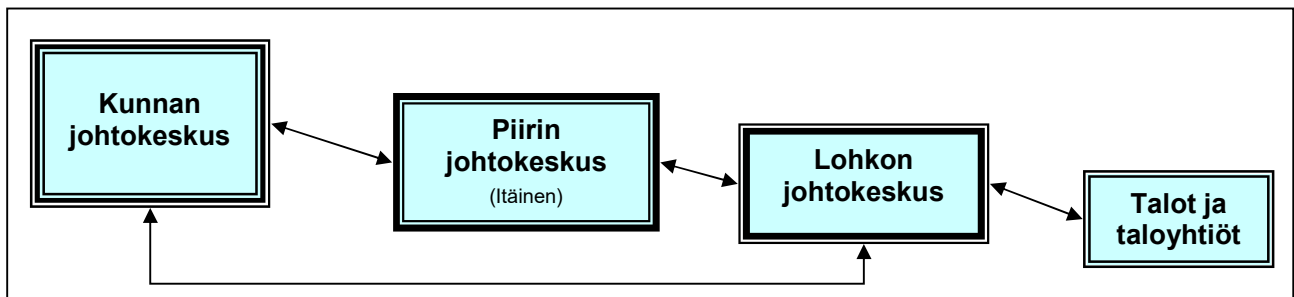 Kunnan
johtokeskus
Piirin
johtokeskus
(Itäinen)
Lohkon
johtokeskus
Talot ja
taloyhtiöt